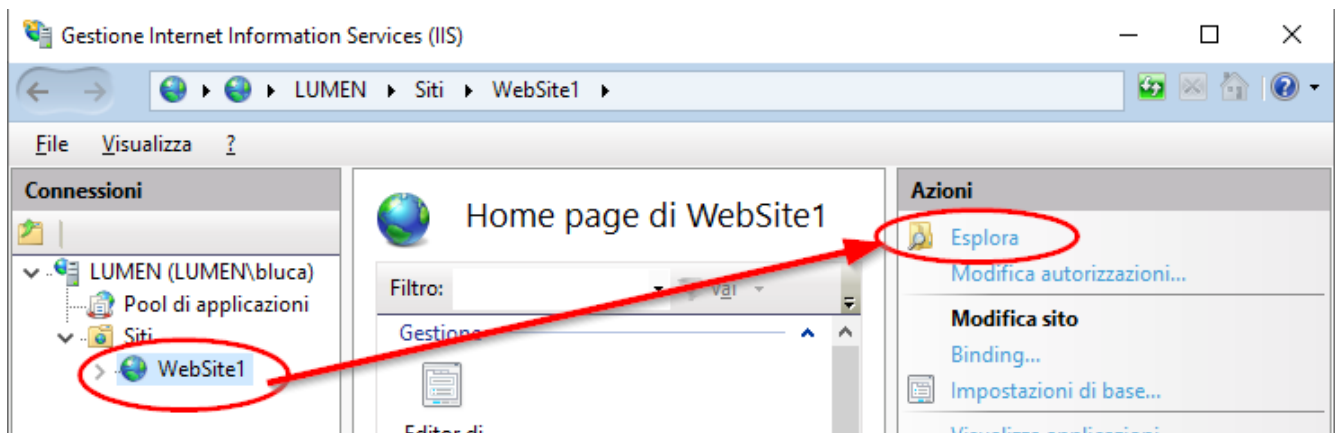 Gestione Internet Information Services (IIS)
LUMEN Siti WebSite1
File Visualizza ?
Connessioni
LUMEN (LUMEN\bluca)
Pool di applicazioni
Siti
WebSite1
Home page di WebSite1
Filtro:
Vai
Gestione
Editor di
Azioni
Esplora
Modifica autorizzazioni...
Modifica sito
Binding...
Impostazioni di base...
Visualizza applicazioni